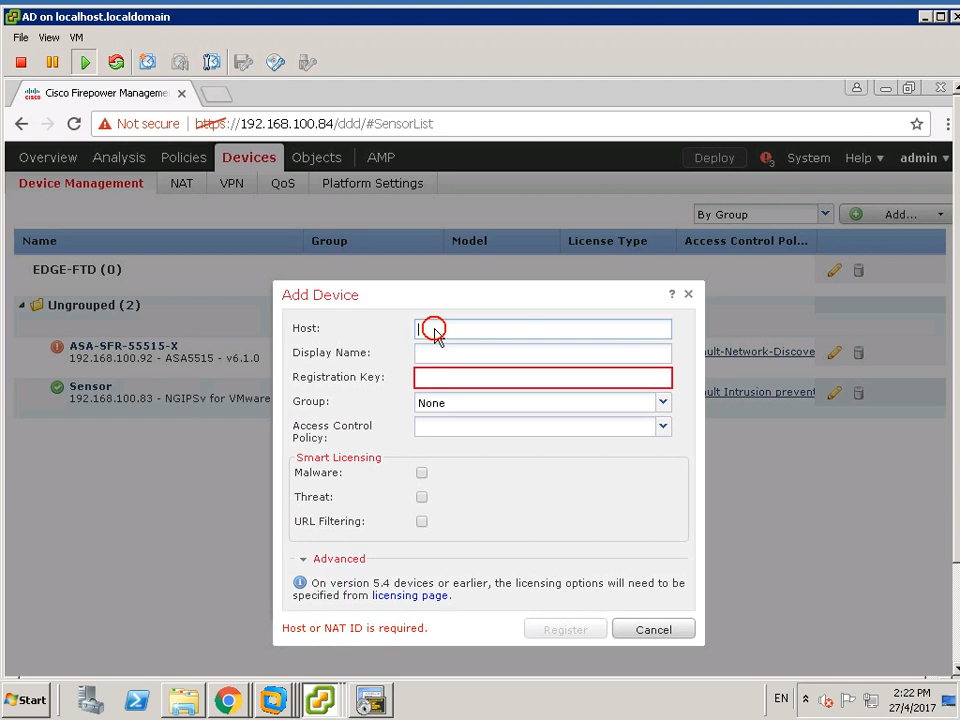 AD on localhost.localdomain
File View VM
Cisco Firepower Manageme
Not secure https://192.168.100.84/ddd/#SensorList
Overview Analysis Policies Devices Objects AMP Deploy 3 System Help admin
Device Management NAT VPN QoS Platform Settings
By Group Add...
Name Group Model License Type Access Control Pol...
EDGE-FTD (0)
Ungrouped (2)
ASA-SFR-55515-X
192.168.100.92 - ASA5515 - v6.1.0
ault-Network-Discove
Sensor
192.168.100.83 - NGIPSv for VMware
ault Intrusion prevent
Add Device ?
Host:
Display Name:
Registration Key:
Group: None
Access Control
Policy:
Smart Licensing
Malware:
Threat:
URL Filtering:
Advanced
On version 5.4 devices or earlier, the licensing options will need to be
specified from licensing page.
Host or NAT ID is required. Register Cancel
Start EN 2:22 PM
27/4/2017